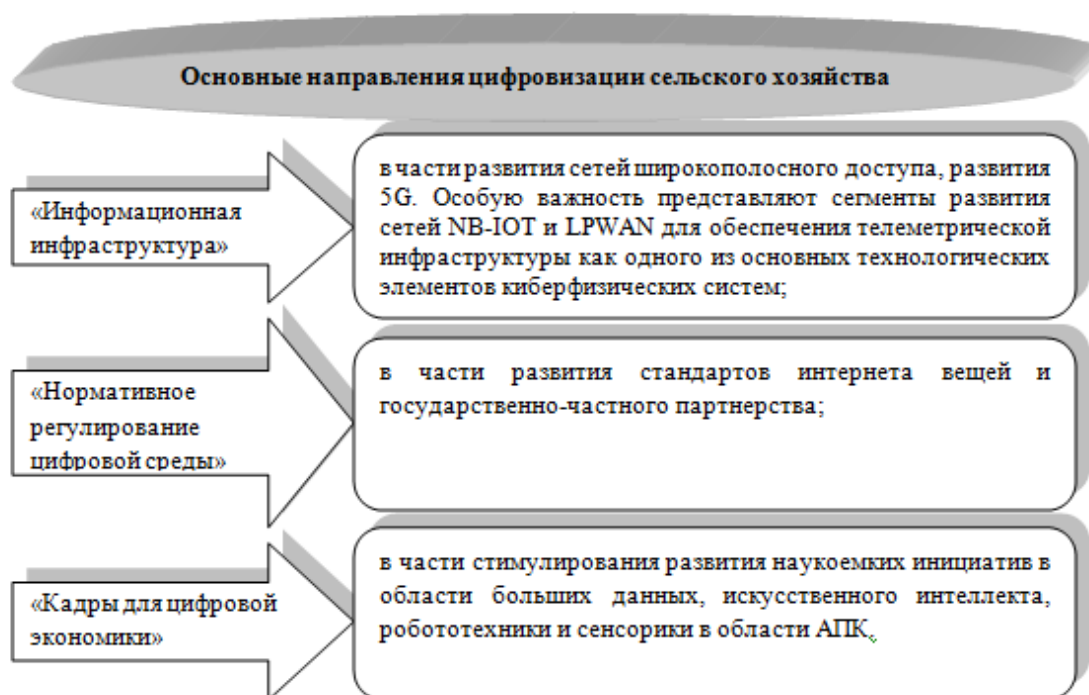 Основные направления цифровизации сельского хозяйства
«Информационная
инфраструктура»
в части развития сетей широкополосного доступа, развития
5G. Особую важность представляют сегменты развития
сетей NB-IOT и LPWAN для обеспечения телеметрической
инфраструктуры как одного из основных технологических
элементов киберфизических систем;
«Нормативное
регулирование
цифровой среды»
в части развития стандартов интернета вещей и
государственно-частного партнерства;
«Кадры для цифровой
экономики»
в части стимулирования развития наукоемких инициатив в
области больших данных, искусственного интеллекта,
робототехники и сенсорики в области АПК.